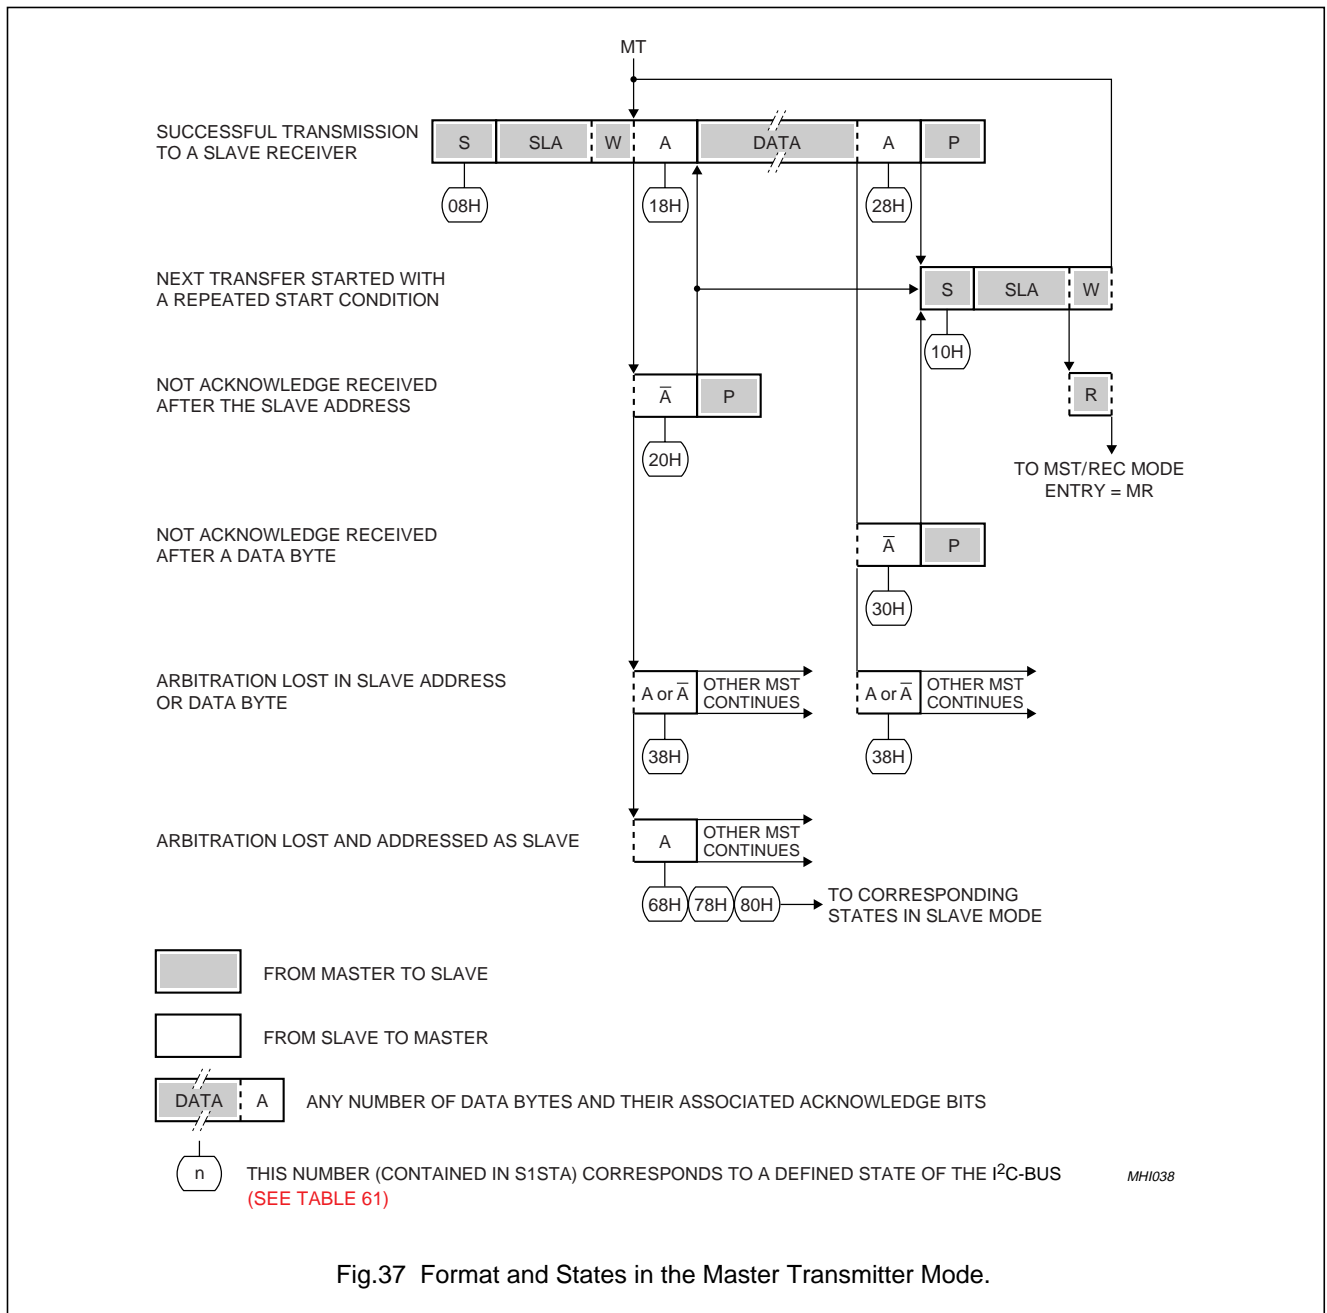 MT
SUCCESSFUL TRANSMISSION
TO A SLAVE RECEIVER
S SLA W A DATA A P
08H 18H 28H
NEXT TRANSFER STARTED WITH
A REPEATED START CONDITION
S SLA W
10H
NOT ACKNOWLEDGE RECEIVED
AFTER THE SLAVE ADDRESS
A̅ P
R
20H
TO MST/REC MODE
ENTRY = MR
NOT ACKNOWLEDGE RECEIVED
AFTER A DATA BYTE
A̅ P
30H
ARBITRATION LOST IN SLAVE ADDRESS
OR DATA BYTE
A or A̅
OTHER MST
CONTINUES
A or A̅
OTHER MST
CONTINUES
38H 38H
ARBITRATION LOST AND ADDRESSED AS SLAVE
A
OTHER MST
CONTINUES
68H 78H 80H
TO CORRESPONDING
STATES IN SLAVE MODE
FROM MASTER TO SLAVE
FROM SLAVE TO MASTER
DATA A ANY NUMBER OF DATA BYTES AND THEIR ASSOCIATED ACKNOWLEDGE BITS
n THIS NUMBER (CONTAINED IN S1STA) CORRESPONDS TO A DEFINED STATE OF THE I²C-BUS
(SEE TABLE 61)
MHI038
Fig.37 Format and States in the Master Transmitter Mode.